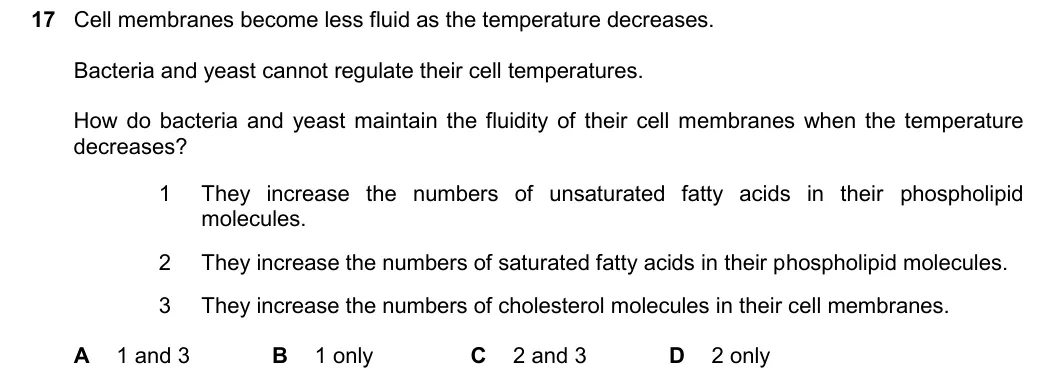 17 Cell membranes become less fluid as the temperature decreases.
Bacteria and yeast cannot regulate their cell temperatures.
How do bacteria and yeast maintain the fluidity of their cell membranes when the temperature
decreases?
1 They increase the numbers of unsaturated fatty acids in their phospholipid
molecules.
2 They increase the numbers of saturated fatty acids in their phospholipid molecules.
3 They increase the numbers of cholesterol molecules in their cell membranes.
A 1 and 3 B 1 only C 2 and 3 D 2 only